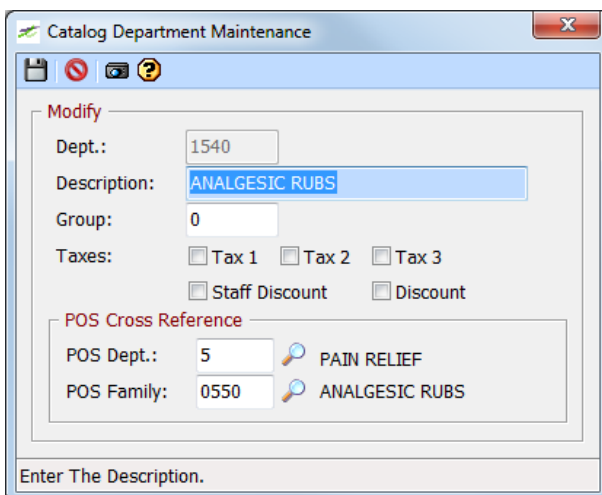 Catalog Department Maintenance
Modify
Dept.: 1540
Description: ANALGESIC RUBS
Group: 0
Taxes: Tax 1 Tax 2 Tax 3
Staff Discount Discount
POS Cross Reference
POS Dept.: 5 PAIN RELIEF
POS Family: 0550 ANALGESIC RUBS
Enter The Description.